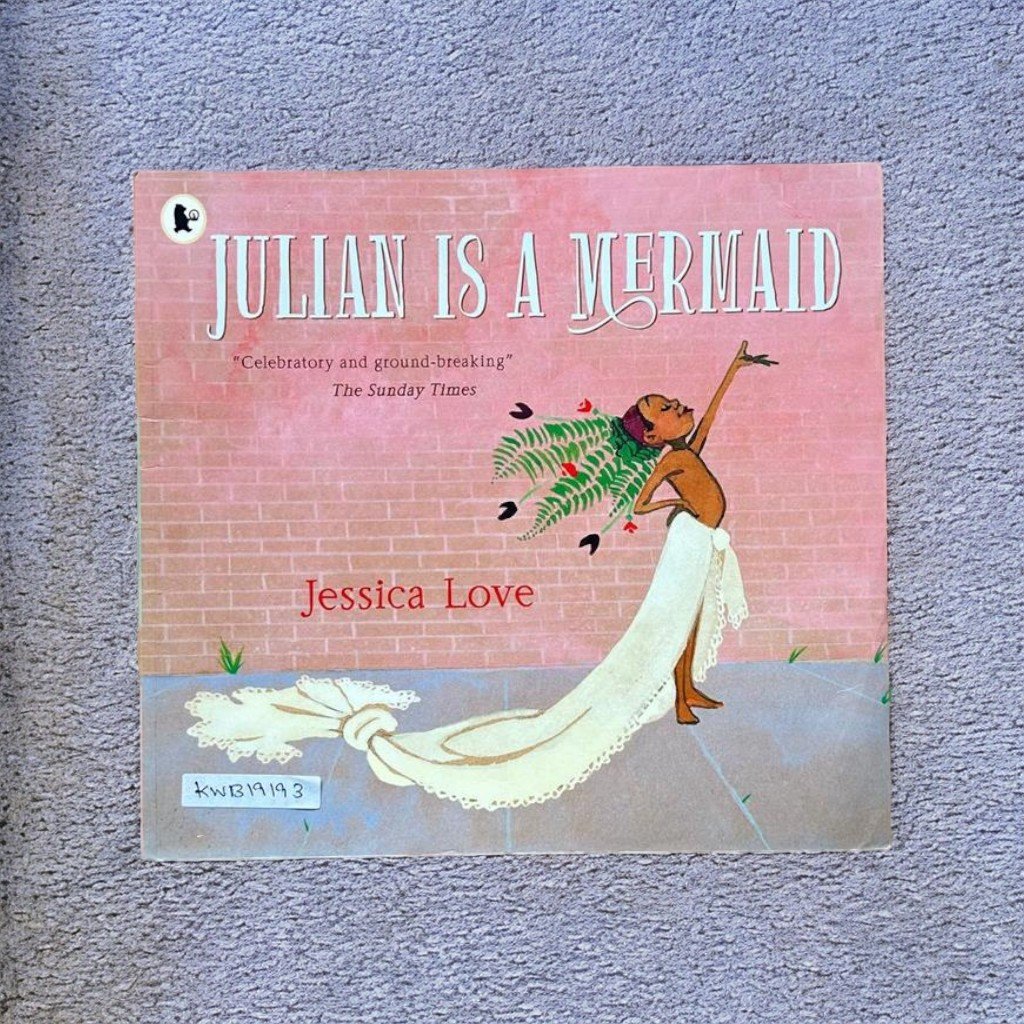 JULIAN IS A MERMAID
“Celebratory and ground-breaking”
The Sunday Times
Jessica Love
KWB19193